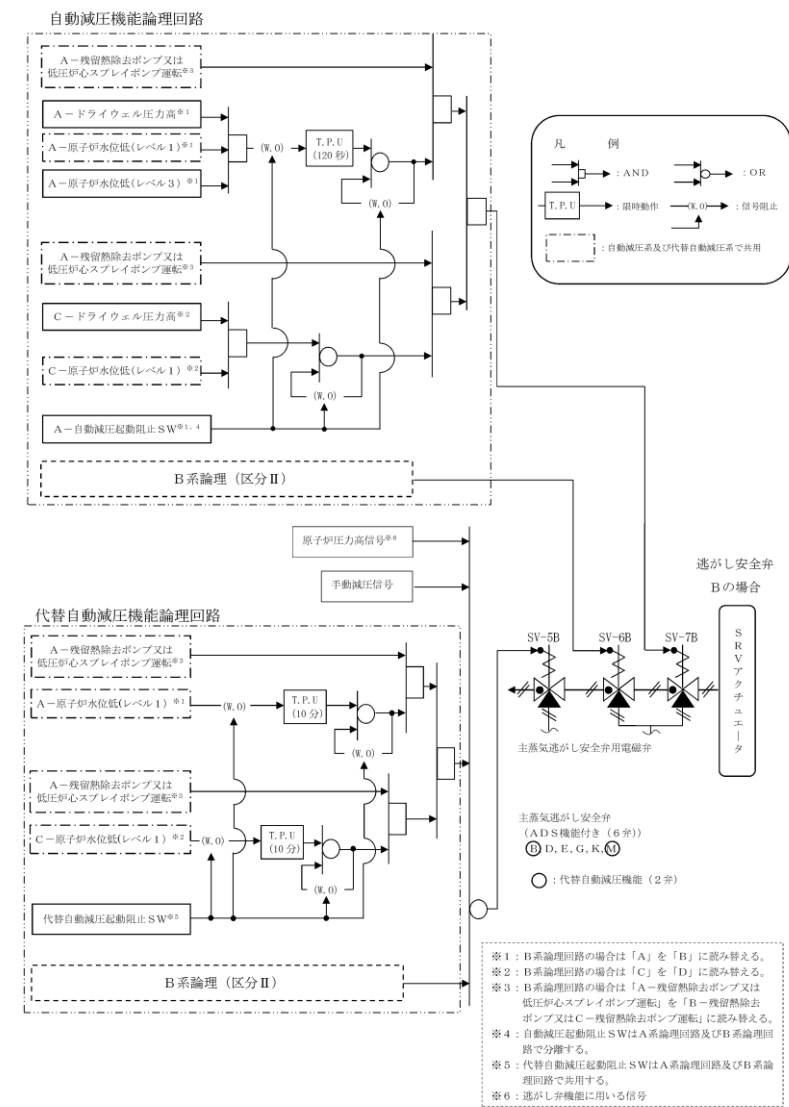 自動減圧機能論理回路
A－残留熱除去ポンプ又は
低圧炉心スプレイポンプ運転※3
A－ドライウェル圧力高※1
A－原子炉水位低(レベル1)※1
A－原子炉水位低(レベル3)※1
(W.O)
T.P.U
(120秒)
(W.O)
A－残留熱除去ポンプ又は
低圧炉心スプレイポンプ運転※3
C－ドライウェル圧力高※2
C－原子炉水位低(レベル1)※2
(W.O)
A－自動減圧起動阻止SW※1,4
B系論理（区分Ⅱ）
凡 例
：AND
：OR
T.P.U
：限時動作
(W.O)
：信号阻止
：自動減圧系及び代替自動減圧系で共用
原子炉圧力高信号※6
手動減圧信号
代替自動減圧機能論理回路
A－残留熱除去ポンプ又は
低圧炉心スプレイポンプ運転※3
A－原子炉水位低(レベル1)※1
(W.O)
T.P.U
(10分)
(W.O)
A－残留熱除去ポンプ又は
低圧炉心スプレイポンプ運転※3
C－原子炉水位低(レベル1)※2
(W.O)
T.P.U
(10分)
(W.O)
代替自動減圧起動阻止SW※5
B系論理（区分Ⅱ）
逃がし安全弁
Bの場合
SV-5B
SV-6B
SV-7B
SRVアクチュエータ
主蒸気逃がし安全弁用電磁弁
主蒸気逃がし安全弁
（ADS機能付き（6弁））
B, D, E, G, K, M
：代替自動減圧機能（2弁）
※1：B系論理回路の場合は「A」を「B」に読み替える。
※2：B系論理回路の場合は「C」を「D」に読み替える。
※3：B系論理回路の場合は「A－残留熱除去ポンプ又は
低圧炉心スプレイポンプ運転」を「B－残留熱除去
ポンプ又はC－残留熱除去ポンプ運転」に読み替える。
※4：自動減圧起動阻止SWはA系論理回路及びB系論理回
路で分離する。
※5：代替自動減圧起動阻止SWはA系論理回路及びB系論
理回路で共用する。
※6：逃がし弁機能に用いる信号